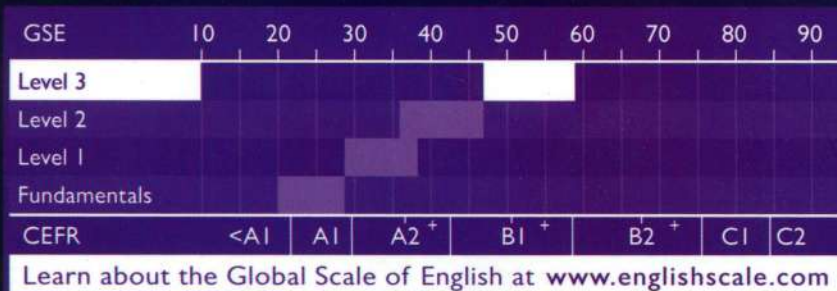 GSE 10 20 30 40 50 60 70 80 90
Level 3
Level 2
Level 1
Fundamentals
CEFR <A1 A1 A2+ B1+ B2+ C1 C2
Learn about the Global Scale of English at www.englishscale.com